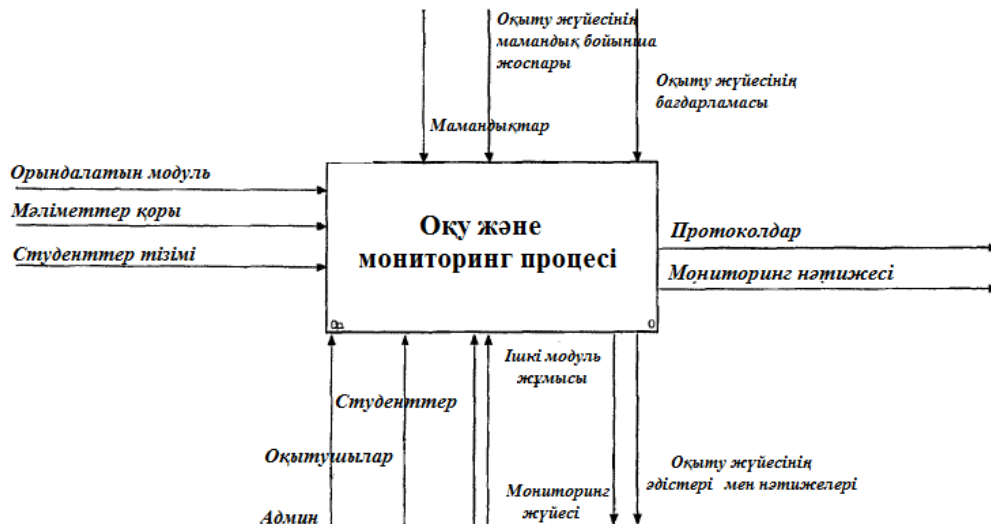 Оқыту жүйесінің
мамандық бойынша
жоспары
Оқыту жүйесінің
бағдарламасы
Мамандықтар
Орындалатын модуль
Мәліметтер қоры
Студенттер тізімі
Оқу және
мониторинг процесі
Протоколдар
Мониторинг нәтижесі
0
Ішкі модуль
жұмысы
Студенттер
Оқытушылар
Админ
Мониторинг
жүйесі
Оқыту жүйесінің
әдістері мен нәтижелері